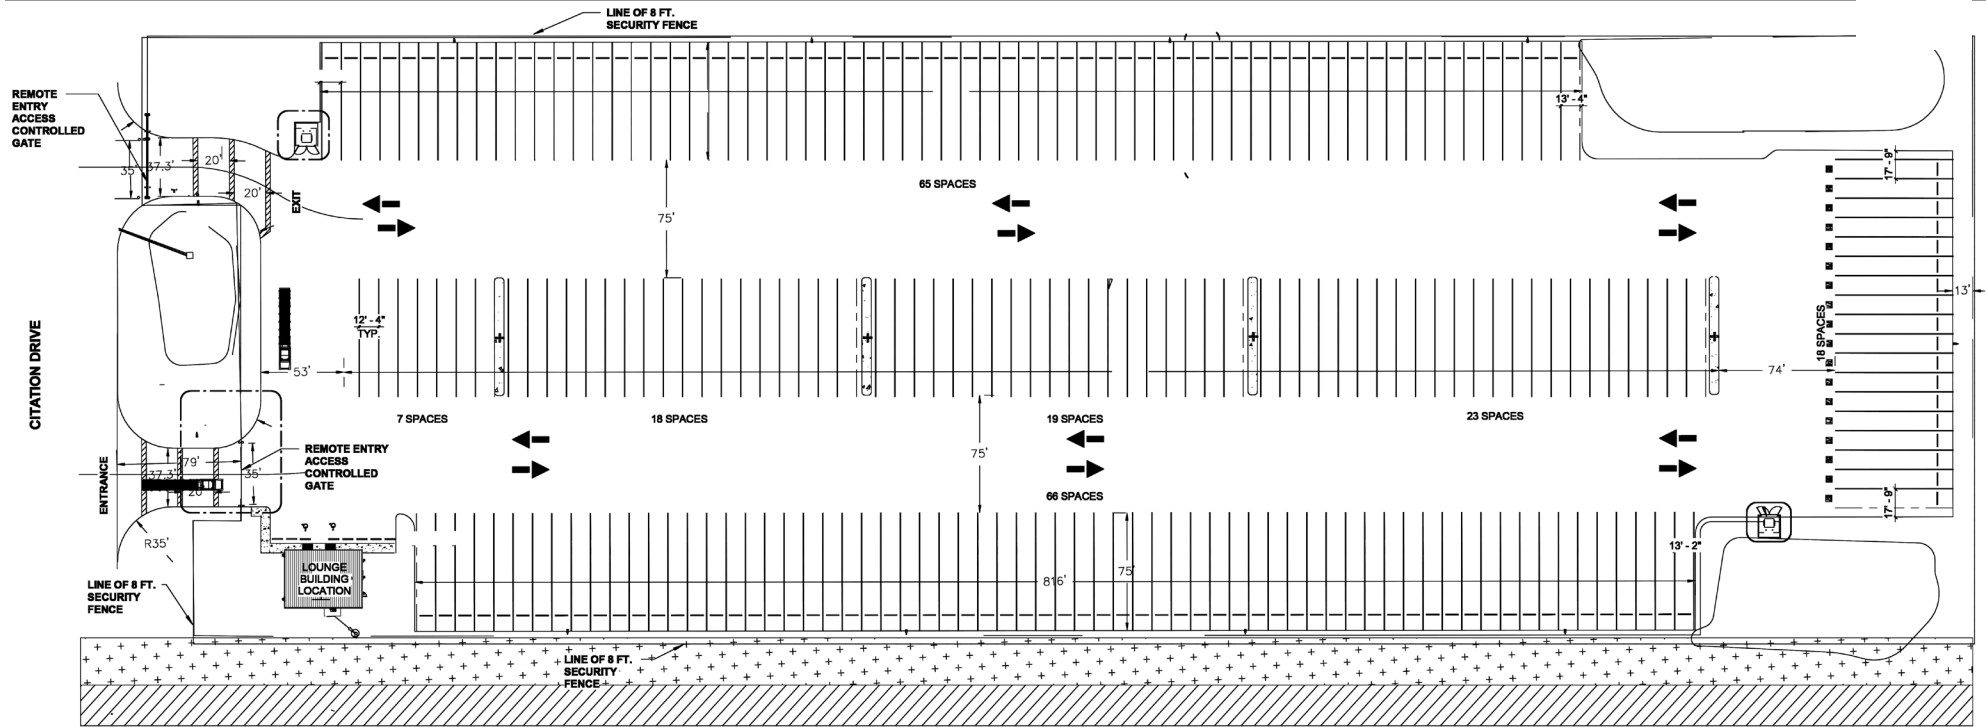 LINE OF 8 FT.
SECURITY FENCE
REMOTE
ENTRY
ACCESS
CONTROLLED
GATE
13' - 4"
35'
37.3'
20'
20'
EXIT
65 SPACES
17' - 9"
75'
13'
12' - 4"
TYP.
18 SPACES
CITATION DRIVE
53'
74'
7 SPACES
18 SPACES
19 SPACES
23 SPACES
REMOTE ENTRY
ACCESS
CONTROLLED
GATE
79'
35'
37.3'
20'
ENTRANCE
75'
66 SPACES
17' - 9"
R35'
13' - 2"
LOUNGE
BUILDING
LOCATION
816'
75'
LINE OF 8 FT.
SECURITY
FENCE
LINE OF 8 FT.
SECURITY
FENCE